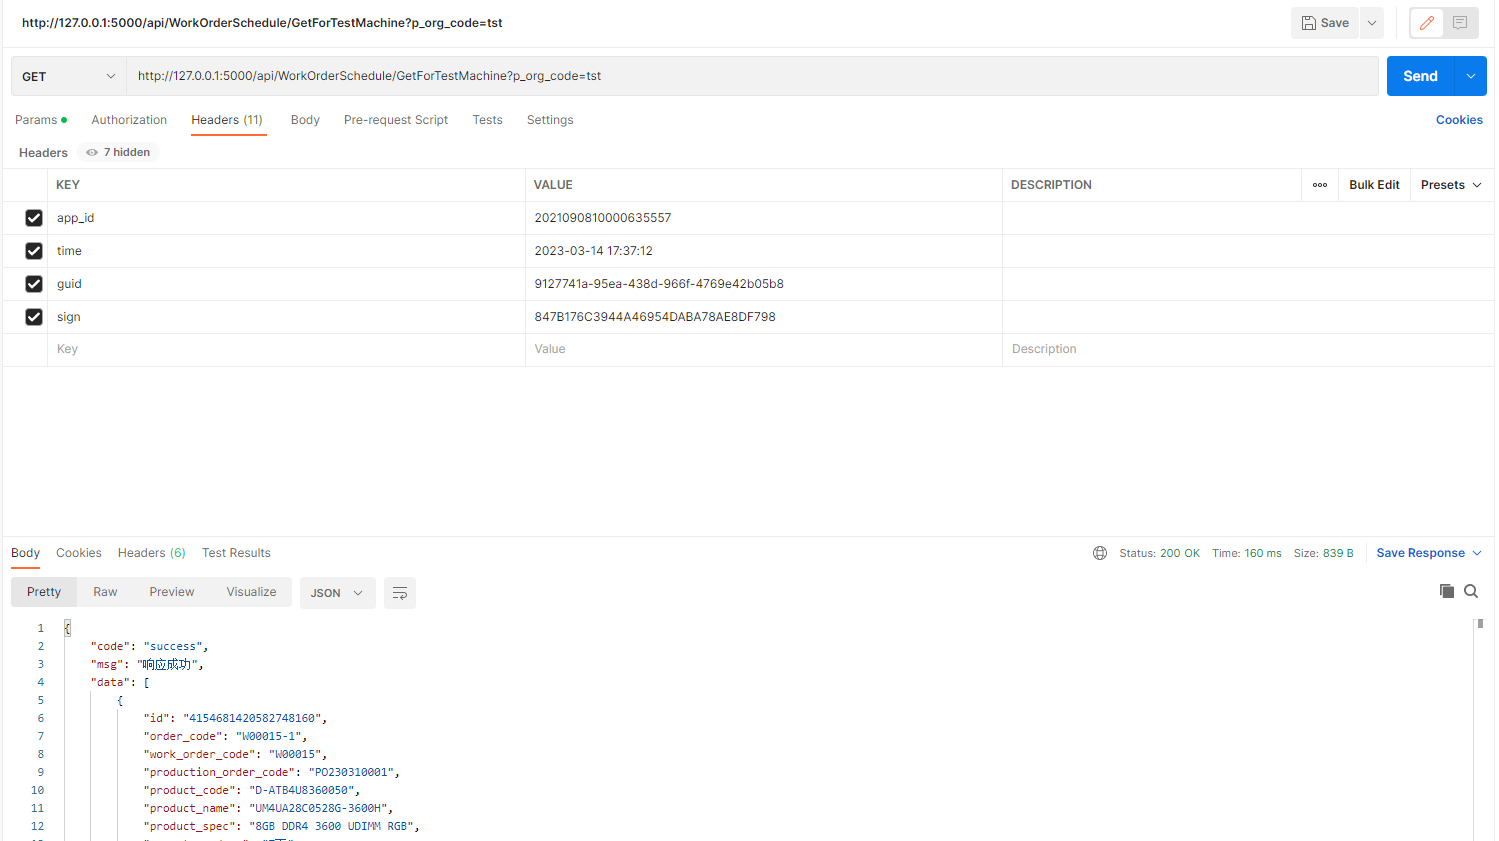 http://127.0.0.1:5000/api/WorkOrderSchedule/GetForTestMachine?p_org_code=tst Save
GET http://127.0.0.1:5000/api/WorkOrderSchedule/GetForTestMachine?p_org_code=tst Send
Params Authorization Headers (11) Body Pre-request Script Tests Settings Cookies
Headers 7 hidden
KEY VALUE DESCRIPTION Bulk Edit Presets
app_id 2021090810000635557
time 2023-03-14 17:37:12
guid 9127741a-95ea-438d-966f-4769e42b05b8
sign 847B176C3944A46954DABA78AE8DF798
Key Value Description
Body Cookies Headers (6) Test Results Status: 200 OK Time: 160 ms Size: 839 B Save Response
Pretty Raw Preview Visualize JSON
1 {
2 "code": "success",
3 "msg": "响应成功",
4 "data": [
5 {
6 "id": "4154681420582748160",
7 "order_code": "W00015-1",
8 "work_order_code": "W00015",
9 "production_order_code": "PO230310001",
10 "product_code": "D-ATB4U8360050",
11 "product_name": "UM4UA28C0528G-3600H",
12 "product_spec": "8GB DDR4 3600 UDIMM RGB",